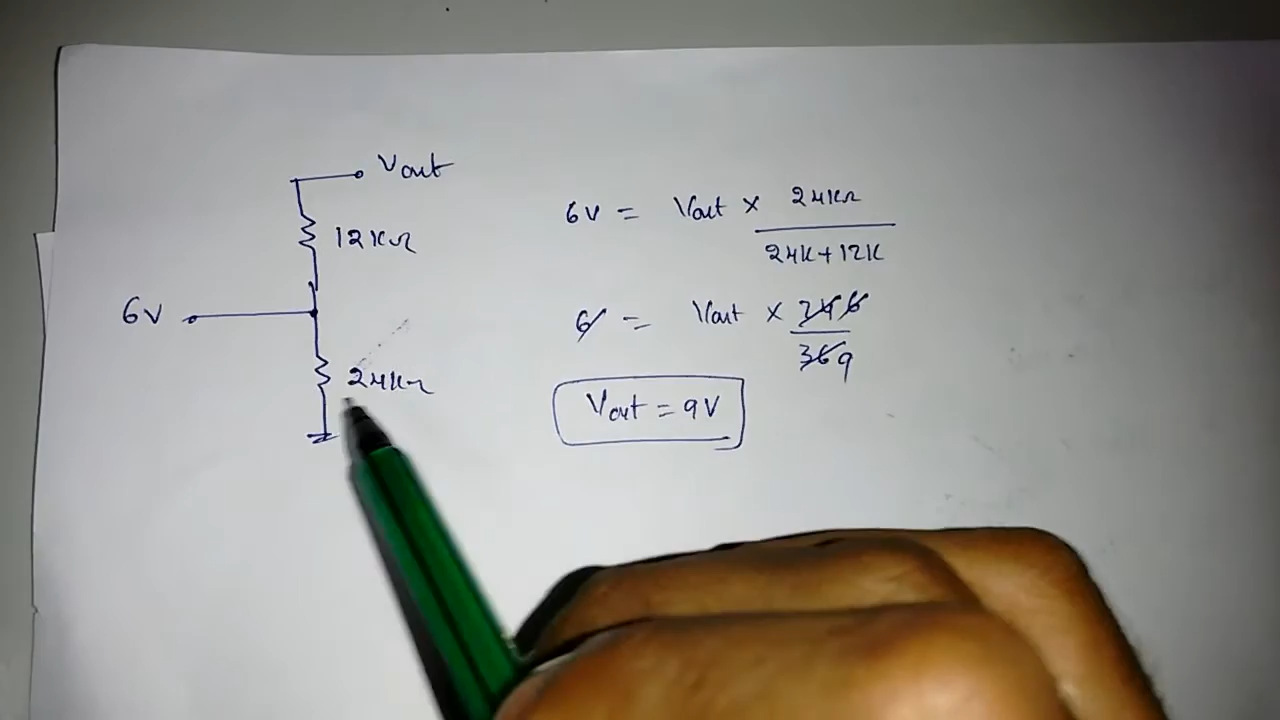 Vout
12KΩ
6V
24KΩ
6V = Vout × 24KΩ / 24K+12K
6 = Vout × 24 6 / 36 9
Vout = 9V